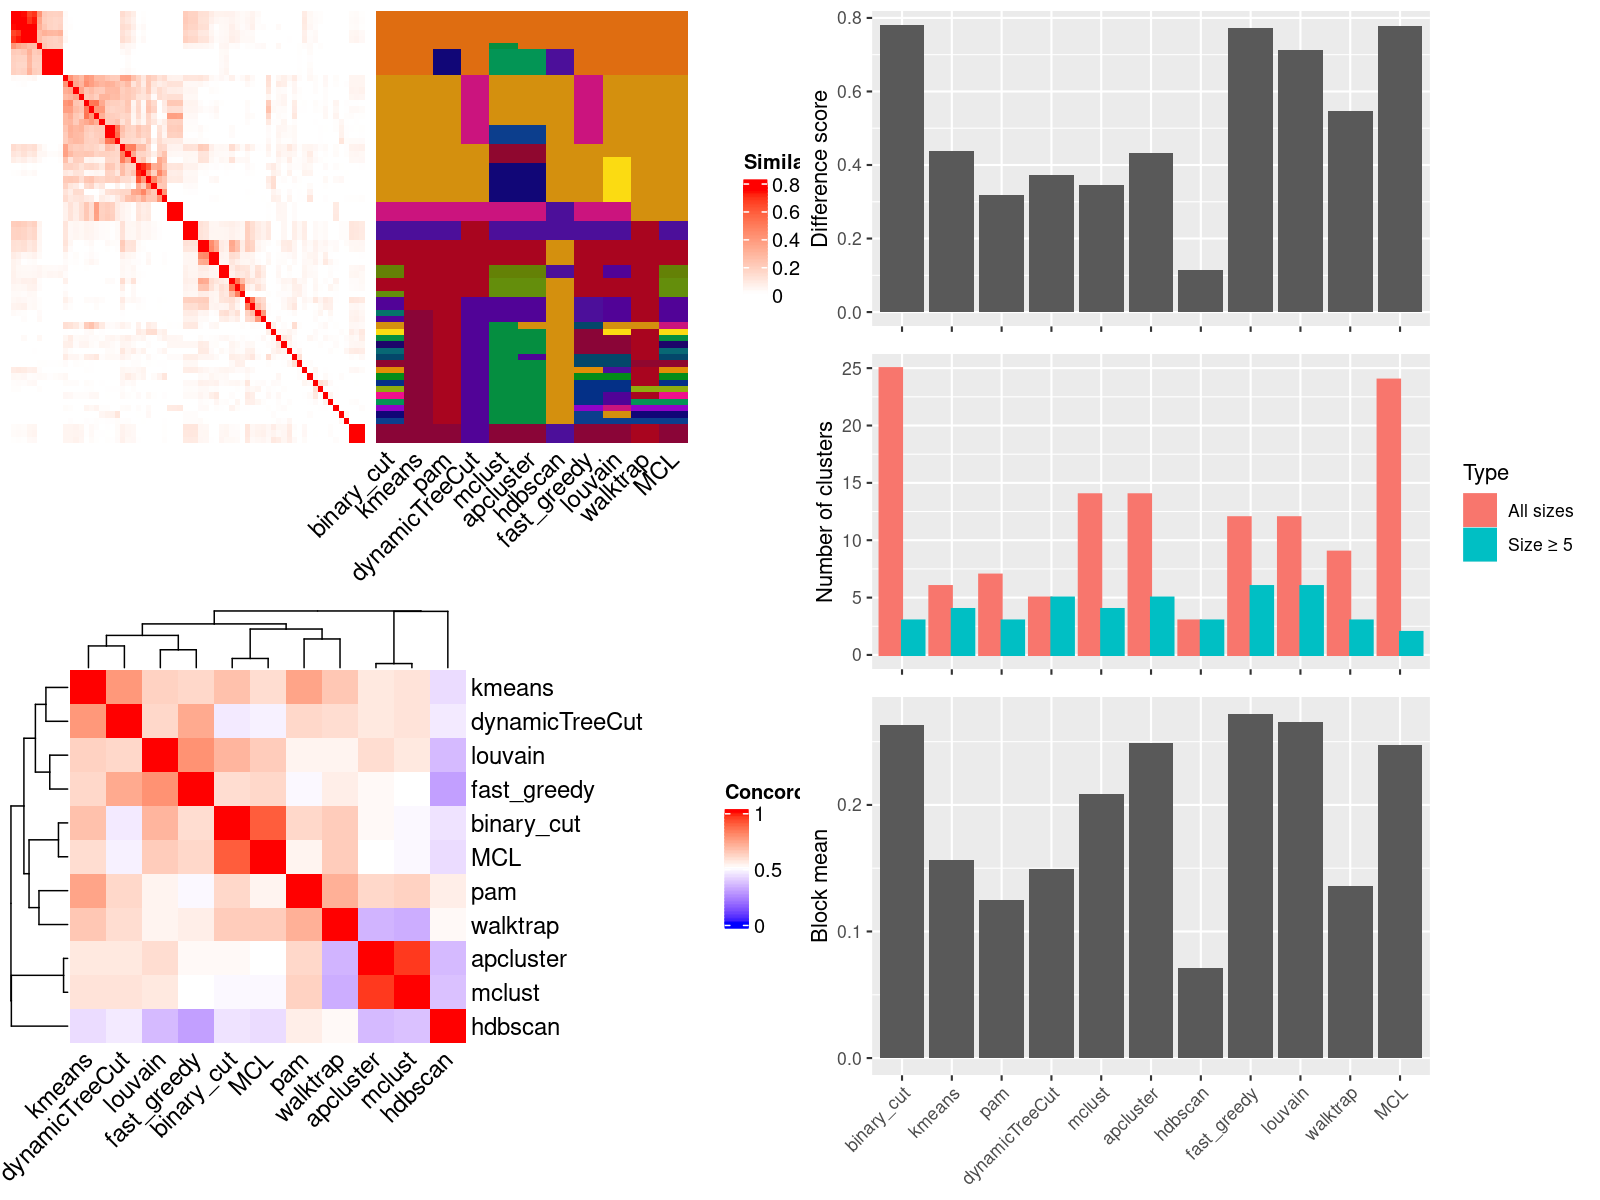 Simila
0.8
0.6
0.4
0.2
0
binary_cut
kmeans
pam
dynamicTreeCut
mclust
apcluster
hdbscan
fast_greedy
louvain
walktrap
MCL
kmeans
dynamicTreeCut
louvain
fast_greedy
binary_cut
MCL
pam
walktrap
apcluster
mclust
hdbscan
Concord
1
0.5
0
kmeans
dynamicTreeCut
louvain
fast_greedy
binary_cut
MCL
pam
walktrap
apcluster
mclust
hdbscan
Difference score
0.8
0.6
0.4
0.2
0.0
Number of clusters
25
20
15
10
5
0
Type
All sizes
Size ≥ 5
Block mean
0.2
0.1
0.0
binary_cut
kmeans
pam
dynamicTreeCut
mclust
apcluster
hdbscan
fast_greedy
louvain
walktrap
MCL